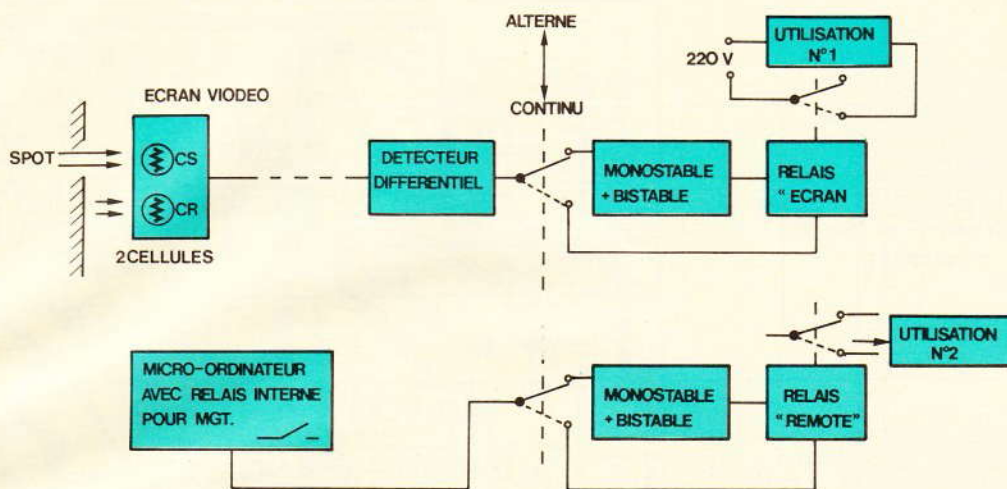 ALTERNE
CONTINU
220 V
UTILISATION
N°1
ECRAN VIODEO
SPOT
CS
CR
2CELLULES
DETECTEUR
DIFFERENTIEL
MONOSTABLE
+ BISTABLE
RELAIS
" ECRAN
MICRO-ORDINATEUR
AVEC RELAIS INTERNE
POUR MGT.
MONOSTABLE
+ BISTABLE
RELAIS
"REMOTE"
UTILISATION
N°2